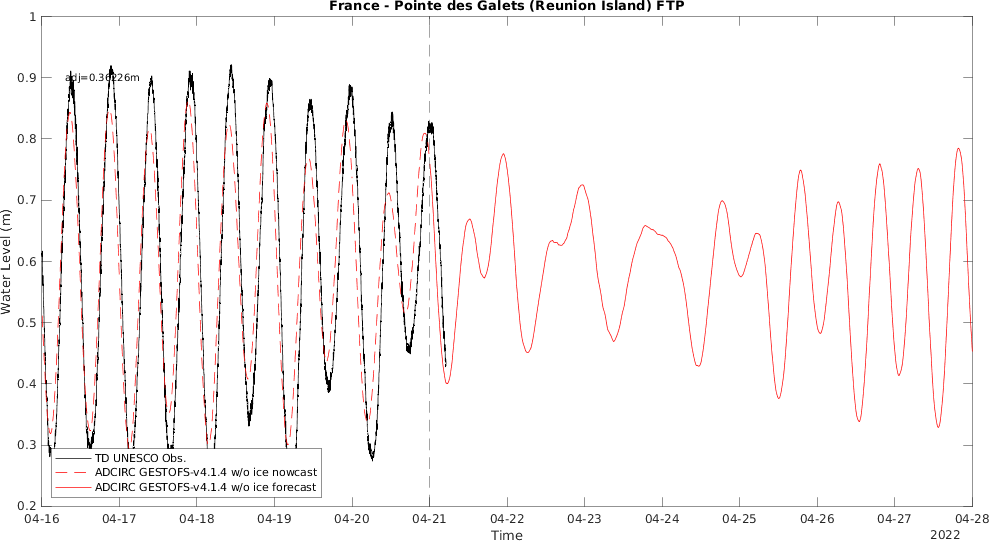 France - Pointe des Galets (Reunion Island) FTP
1
0.9
0.8
0.7
0.6
0.5
0.4
0.3
0.2
Water Level (m)
adj=0.36226m
TD UNESCO Obs.
ADCIRC GESTOFS-v4.1.4 w/o ice nowcast
ADCIRC GESTOFS-v4.1.4 w/o ice forecast
04-16 04-17 04-18 04-19 04-20 04-21 04-22 04-23 04-24 04-25 04-26 04-27 04-28
Time
2022